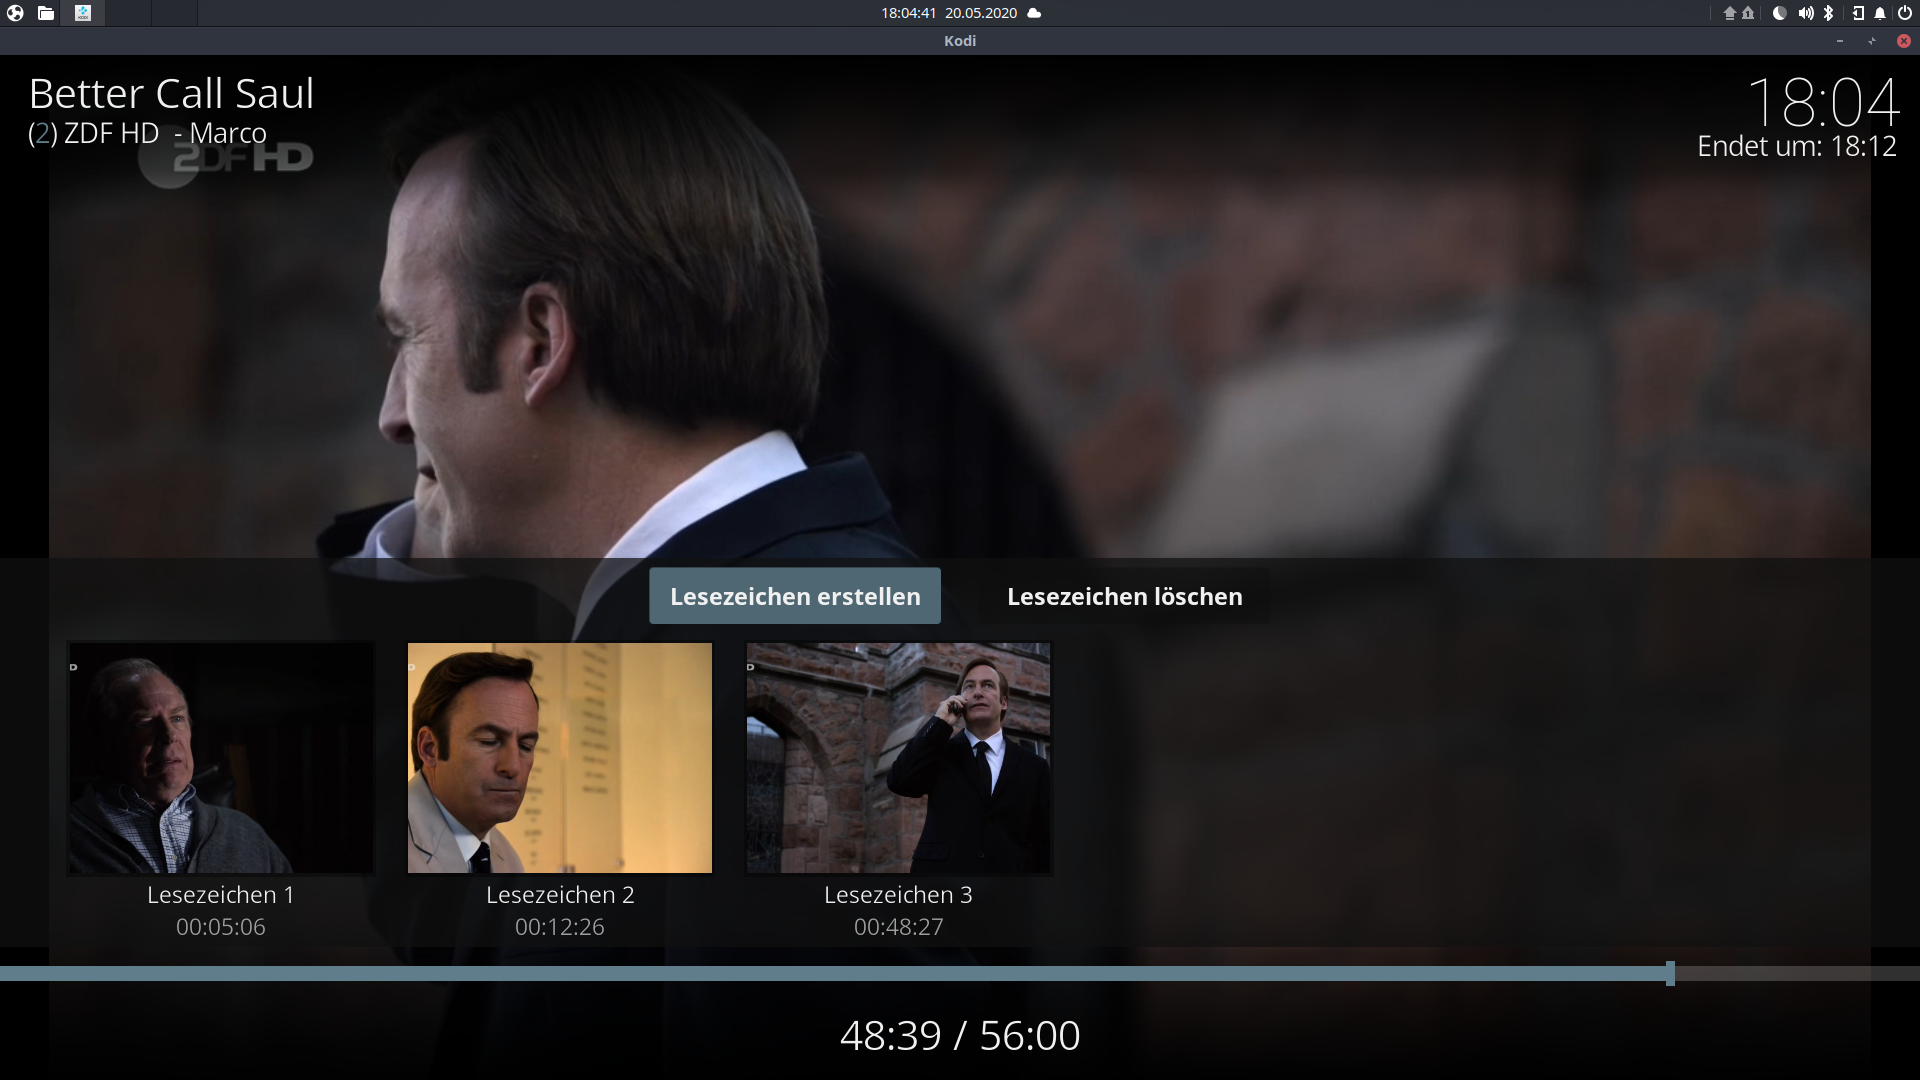 18:04:41 20.05.2020
Kodi
Better Call Saul
(2) ZDF HD - Marco
ZDF HD
18:04
Endet um: 18:12
Lesezeichen erstellen
Lesezeichen löschen
Lesezeichen 1
00:05:06
Lesezeichen 2
00:12:26
Lesezeichen 3
00:48:27
48:39 / 56:00